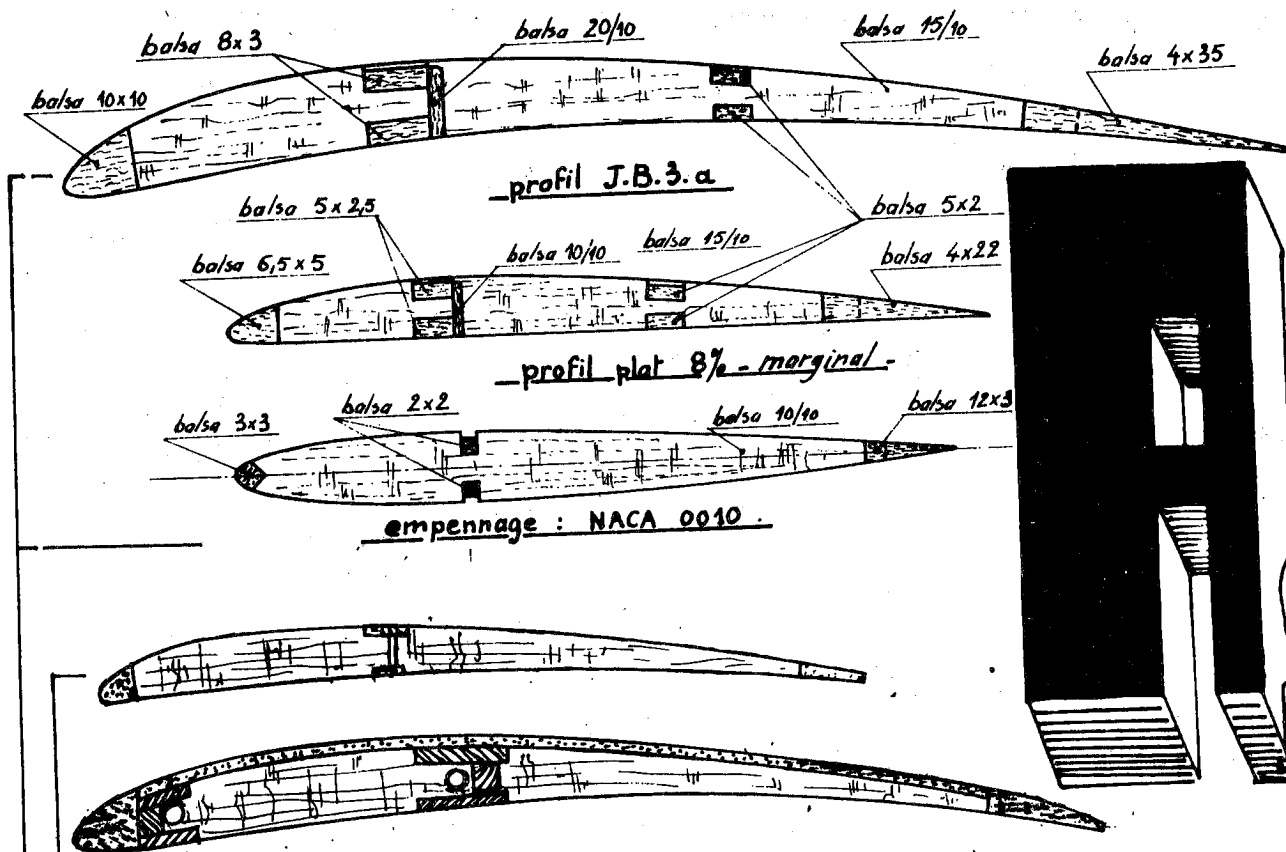 balsa 8x3
balsa 20/10
balsa 15/10
balsa 4x35
balsa 10x10
profil J.B.3.a
balsa 5x2,5
balsa 5x2
balsa 6,5x5
balsa 10/10
balsa 15/10
balsa 4x22
profil plat 8% - marginal -
balsa 3x3
balsa 2x2
balsa 10/10
balsa 12x3
empennage : NACA 0010 .